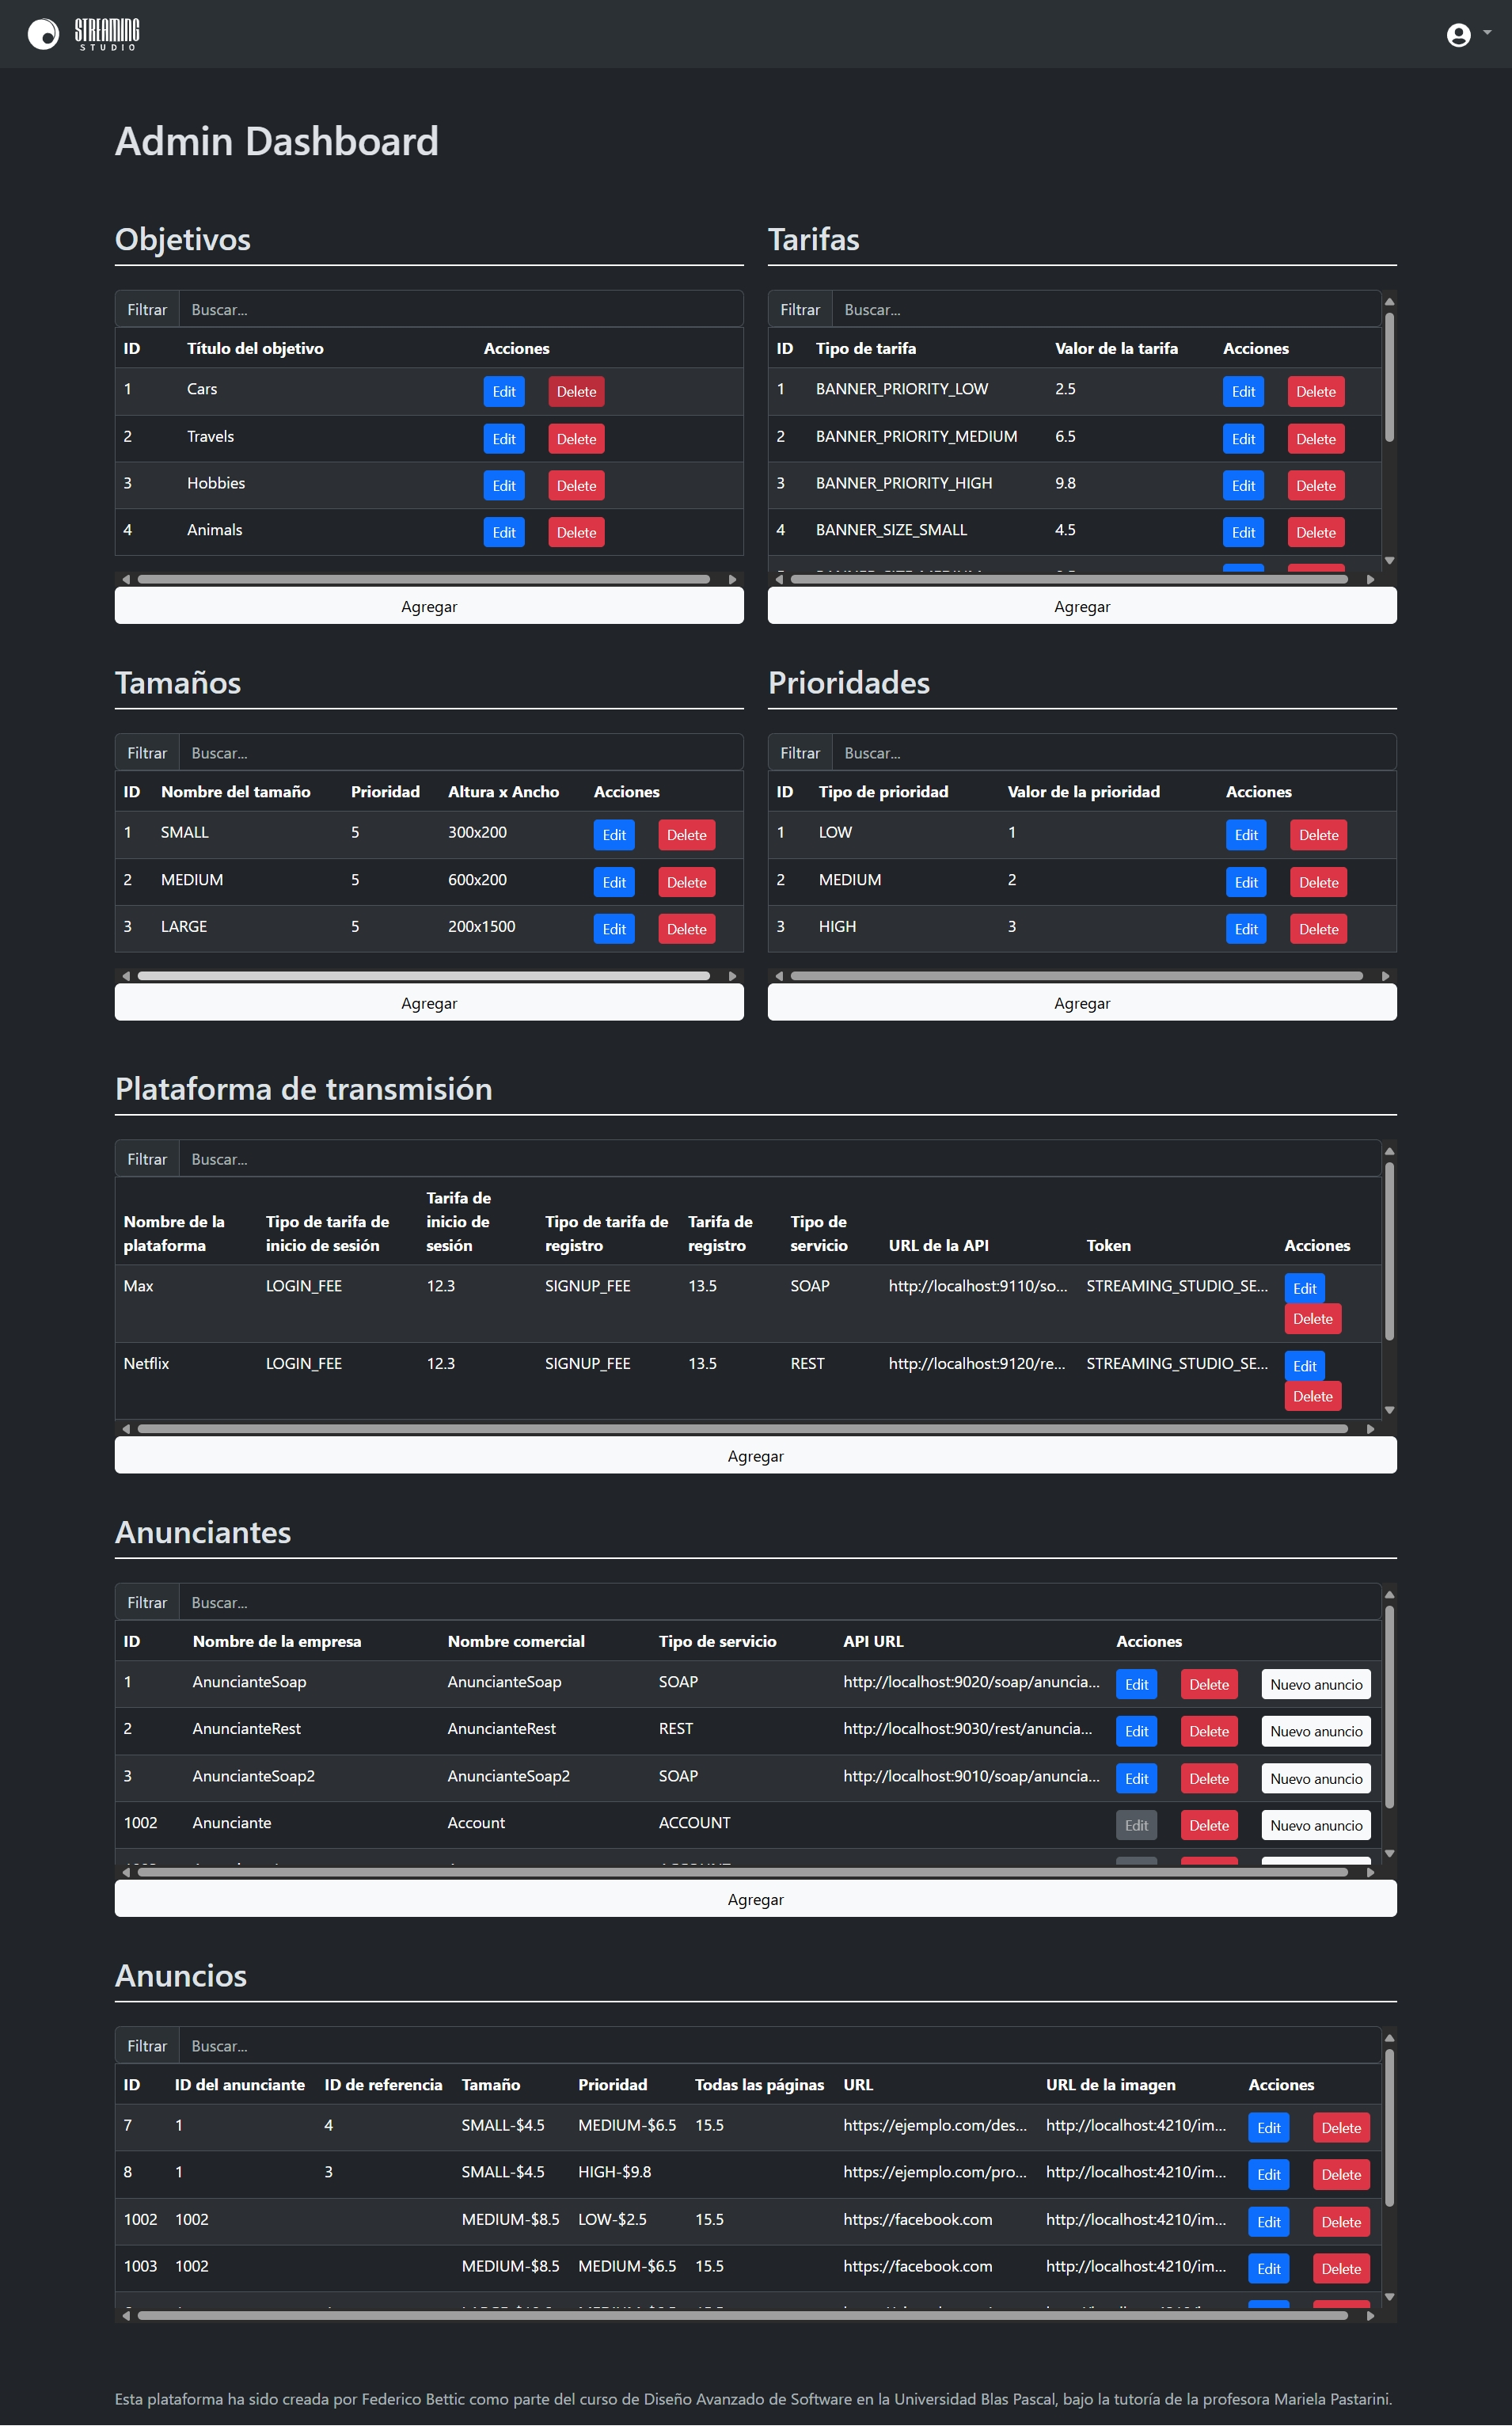 STREAMING
STUDIO
Admin Dashboard
Objetivos
Filtrar Buscar...
ID Título del objetivo Acciones
1 Cars Edit Delete
2 Travels Edit Delete
3 Hobbies Edit Delete
4 Animals Edit Delete
Agregar
Tarifas
Filtrar Buscar...
ID Tipo de tarifa Valor de la tarifa Acciones
1 BANNER_PRIORITY_LOW 2.5 Edit Delete
2 BANNER_PRIORITY_MEDIUM 6.5 Edit Delete
3 BANNER_PRIORITY_HIGH 9.8 Edit Delete
4 BANNER_SIZE_SMALL 4.5 Edit Delete
Agregar
Tamaños
Filtrar Buscar...
ID Nombre del tamaño Prioridad Altura x Ancho Acciones
1 SMALL 5 300x200 Edit Delete
2 MEDIUM 5 600x200 Edit Delete
3 LARGE 5 200x1500 Edit Delete
Agregar
Prioridades
Filtrar Buscar...
ID Tipo de prioridad Valor de la prioridad Acciones
1 LOW 1 Edit Delete
2 MEDIUM 2 Edit Delete
3 HIGH 3 Edit Delete
Agregar
Plataforma de transmisión
Filtrar Buscar...
Tarifa de
Nombre de la Tipo de tarifa de inicio de Tipo de tarifa de Tarifa de Tipo de
plataforma inicio de sesión sesión registro registro servicio URL de la API Token Acciones
Max LOGIN_FEE 12.3 SIGNUP_FEE 13.5 SOAP http://localhost:9110/so... STREAMING_STUDIO_SE... Edit
Delete
Netflix LOGIN_FEE 12.3 SIGNUP_FEE 13.5 REST http://localhost:9120/re... STREAMING_STUDIO_SE... Edit
Delete
Agregar
Anunciantes
Filtrar Buscar...
ID Nombre de la empresa Nombre comercial Tipo de servicio API URL Acciones
1 AnuncianteSoap AnuncianteSoap SOAP http://localhost:9020/soap/anuncia... Edit Delete Nuevo anuncio
2 AnuncianteRest AnuncianteRest REST http://localhost:9030/rest/anuncia... Edit Delete Nuevo anuncio
3 AnuncianteSoap2 AnuncianteSoap2 SOAP http://localhost:9010/soap/anuncia... Edit Delete Nuevo anuncio
1002 Anunciante Account ACCOUNT Edit Delete Nuevo anuncio
Agregar
Anuncios
Filtrar Buscar...
ID ID del anunciante ID de referencia Tamaño Prioridad Todas las páginas URL URL de la imagen Acciones
7 1 4 SMALL-$4.5 MEDIUM-$6.5 15.5 https://ejemplo.com/des... http://localhost:4210/im... Edit Delete
8 1 3 SMALL-$4.5 HIGH-$9.8 https://ejemplo.com/pro... http://localhost:4210/im... Edit Delete
1002 1002 MEDIUM-$8.5 LOW-$2.5 15.5 https://facebook.com http://localhost:4210/im... Edit Delete
1003 1002 MEDIUM-$8.5 MEDIUM-$6.5 15.5 https://facebook.com http://localhost:4210/im... Edit Delete
Esta plataforma ha sido creada por Federico Bettic como parte del curso de Diseño Avanzado de Software en la Universidad Blas Pascal, bajo la tutoría de la profesora Mariela Pastarini.